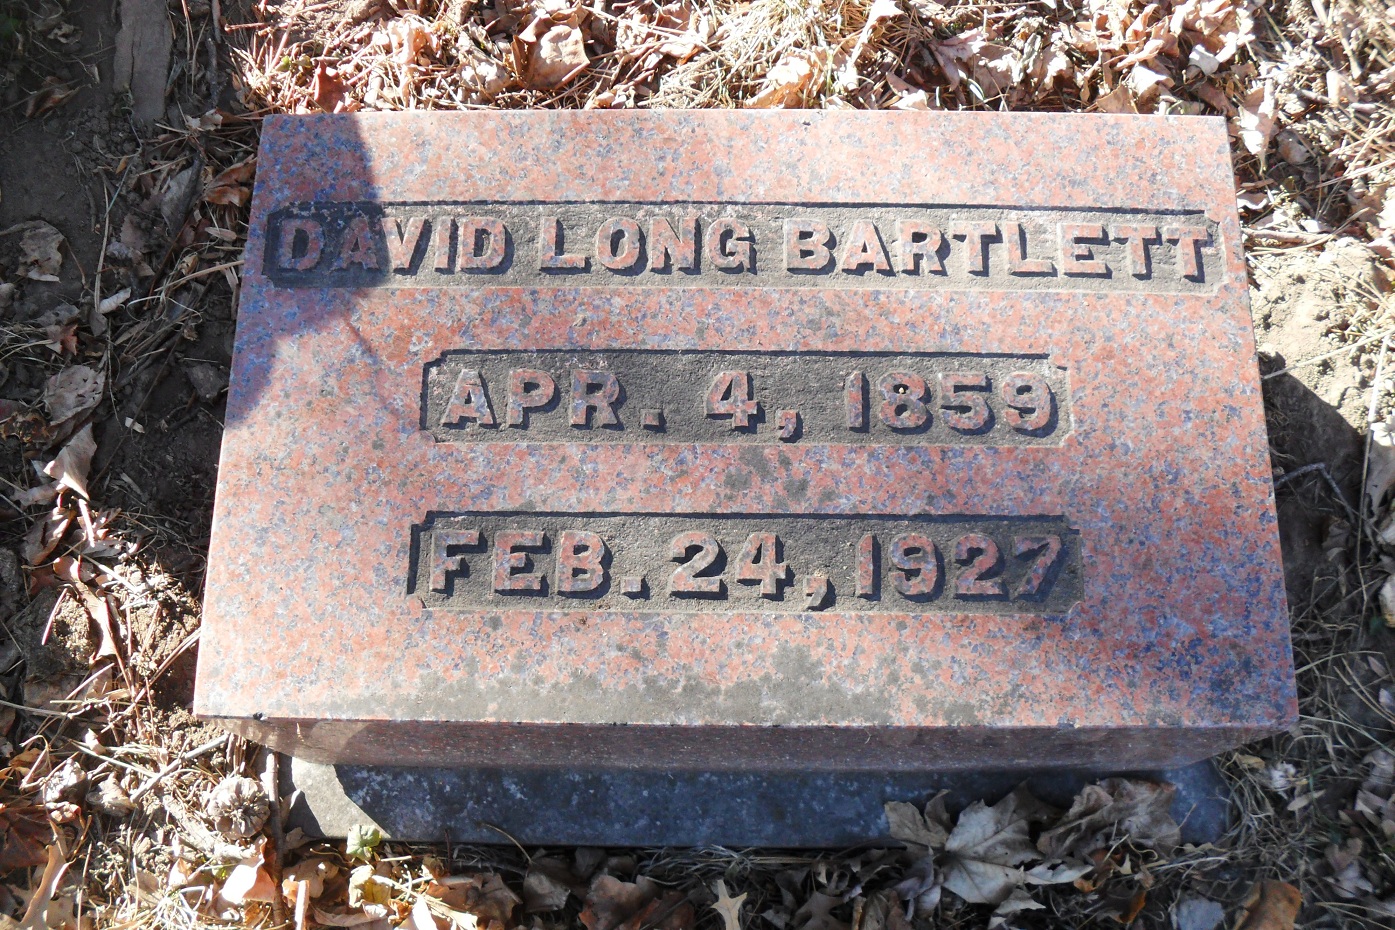 DAVID LONG BARTLETT
APR. 4, 1859
FEB. 24, 1927